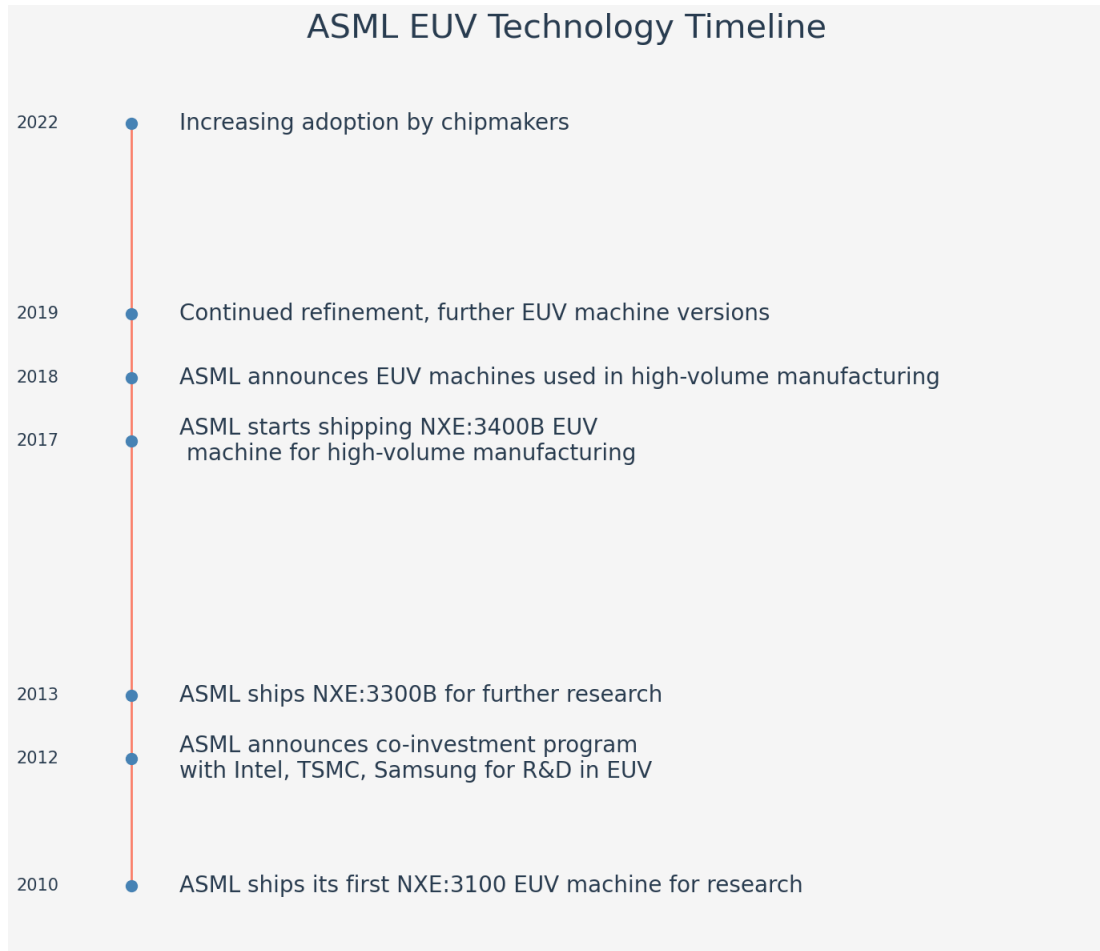 ASML EUV Technology Timeline
2022
Increasing adoption by chipmakers
2019
Continued refinement, further EUV machine versions
2018
ASML announces EUV machines used in high-volume manufacturing
2017
ASML starts shipping NXE:3400B EUV
machine for high-volume manufacturing
2013
ASML ships NXE:3300B for further research
2012
ASML announces co-investment program
with Intel, TSMC, Samsung for R&D in EUV
2010
ASML ships its first NXE:3100 EUV machine for research